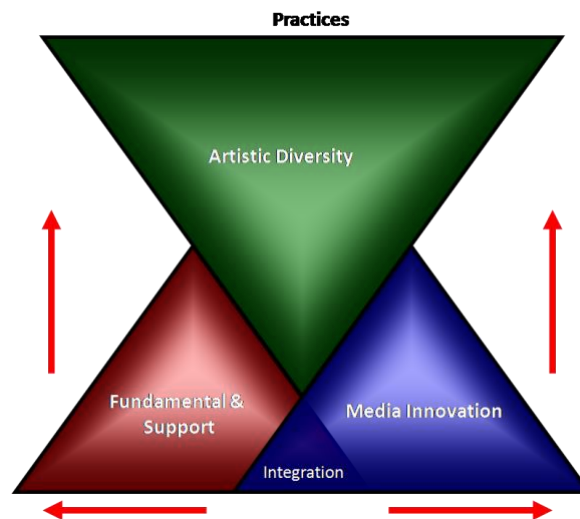 Practices
Artistic Diversity
Fundamental &
Support
Media Innovation
Integration